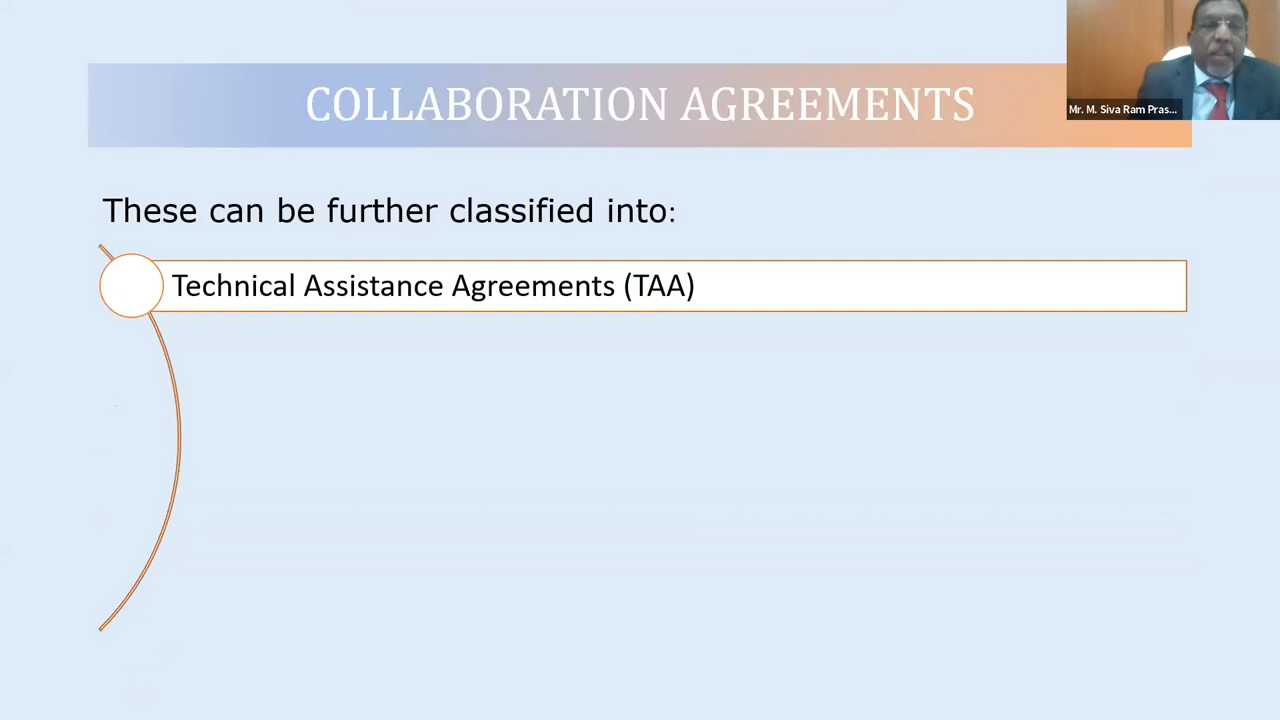 COLLABORATION AGREEMENTS
Mr. M. Siva Ram Pras...
These can be further classified into:
Technical Assistance Agreements (TAA)